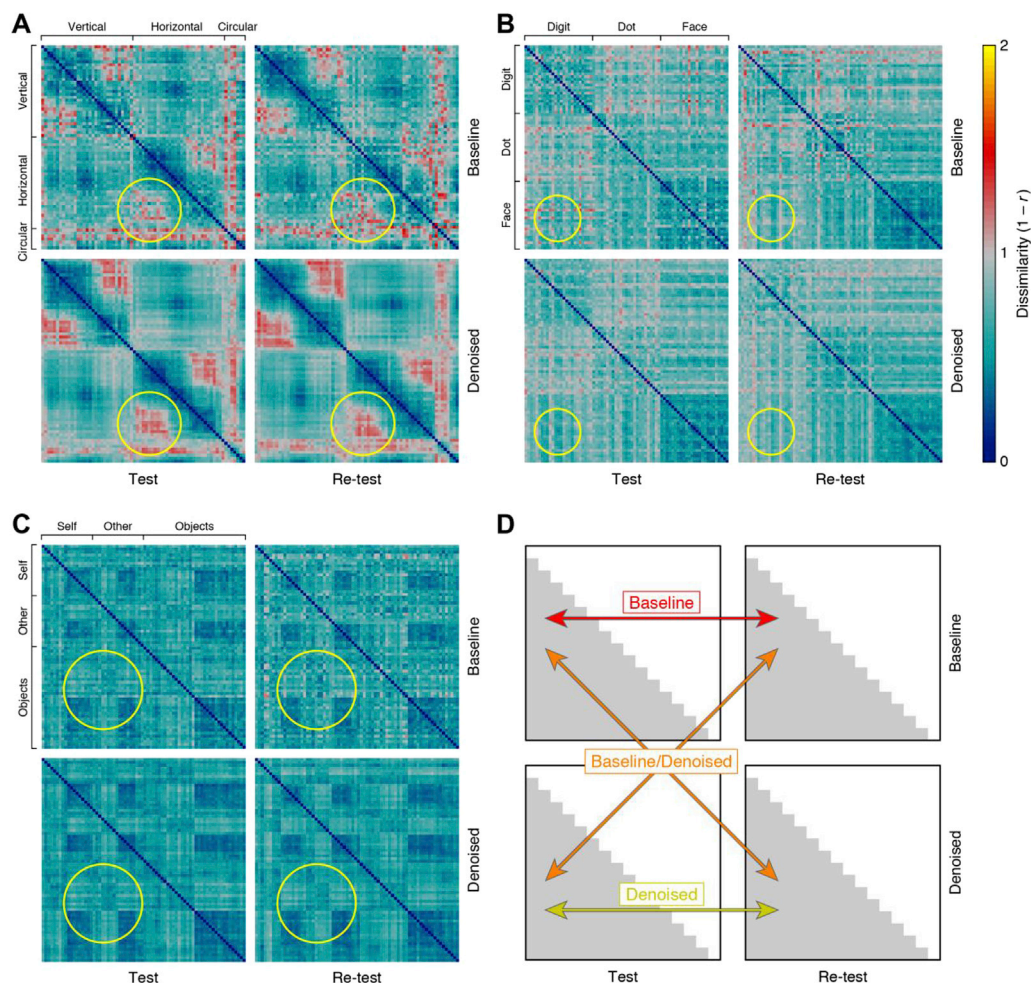 A
Vertical Horizontal Circular
Vertical
Horizontal
Circular
Baseline
Denoised
Test Re-test
B
Digit Dot Face
Digit
Dot
Face
Baseline
Denoised
Test Re-test
2
1
0
Dissimilarity (1 − r)
C
Self Other Objects
Self
Other
Objects
Baseline
Denoised
Test Re-test
D
Baseline
Baseline/Denoised
Denoised
Baseline
Denoised
Test Re-test